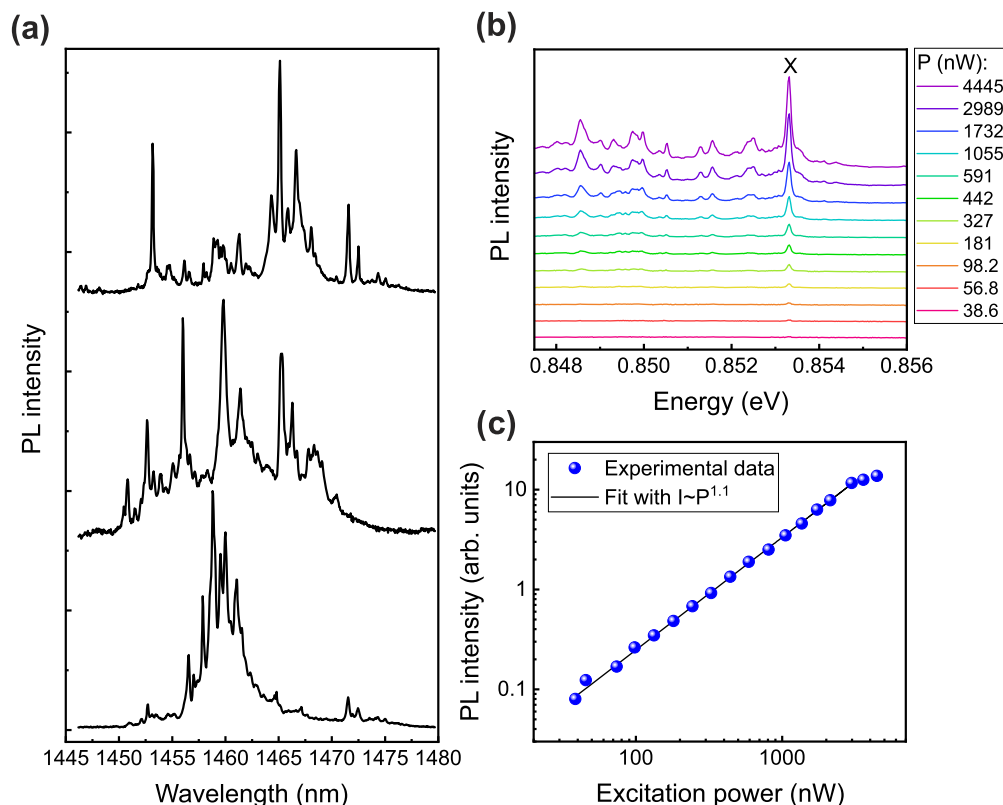 (a)
PL intensity
1445 1450 1455 1460 1465 1470 1475 1480
Wavelength (nm)
(b)
X
PL intensity
0.848 0.850 0.852 0.854 0.856
Energy (eV)
P (nW):
4445
2989
1732
1055
591
442
327
181
98.2
56.8
38.6
(c)
Experimental data
Fit with I~P^1.1
PL intensity (arb. units)
10
1
0.1
100 1000
Excitation power (nW)